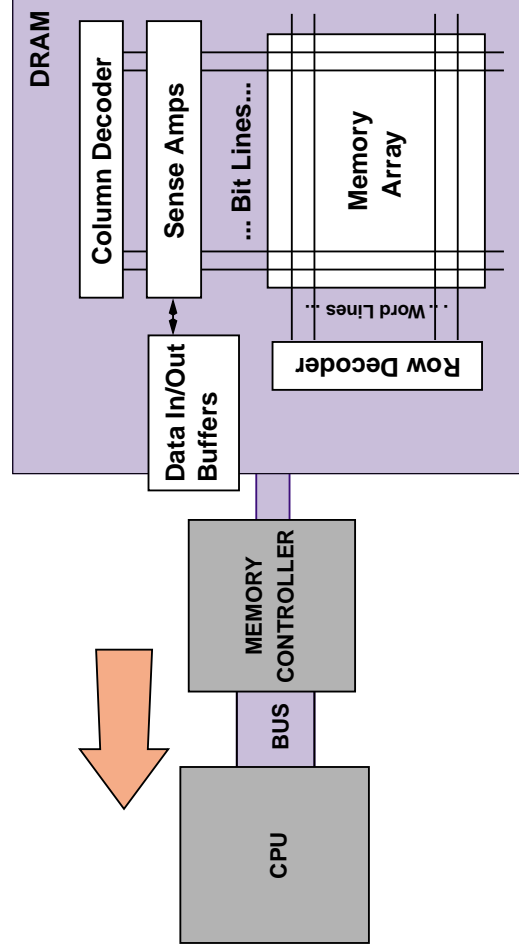 DRAM
Column Decoder
Sense Amps
... Bit Lines...
Memory
Array
... Word Lines ...
Row Decoder
Data In/Out
Buffers
MEMORY
CONTROLLER
BUS
CPU